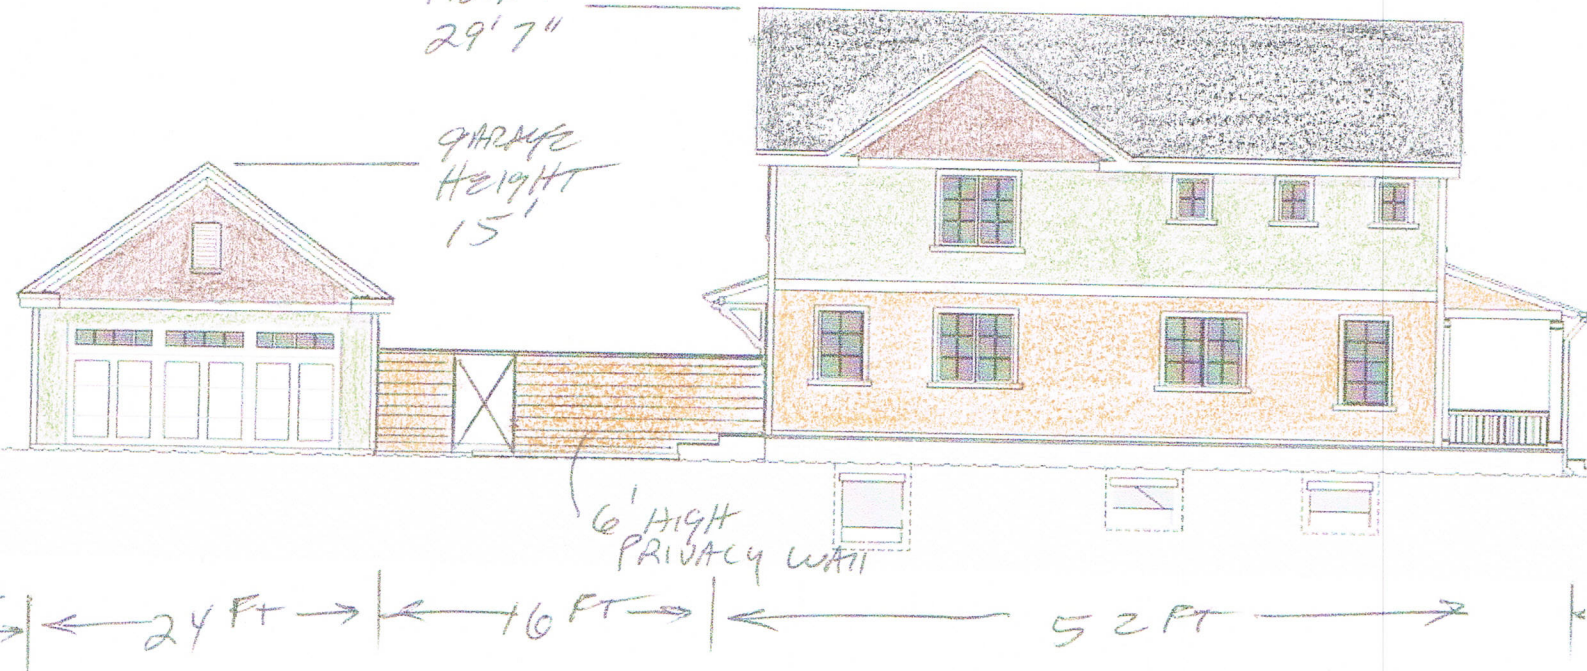 29'7"
GARAGE
HEIGHT
15'
6' HIGH
PRIVACY WALL
24 FT
16 FT
52 FT